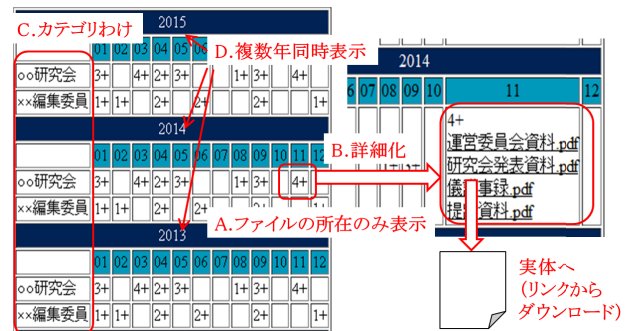 C.カテゴリわけ
2015
01 02 03 04 05
D.複数年同時表示
○○研究会 3+ 4+ 2+ 3+ 1+ 3+ 4+
××編集委員 1+ 1+ 2+ 2+ 2+ 1+
2014
01 02 03 04 05 06 07 08 09 10 11 12
○○研究会 3+ 4+ 2+ 3+ 1+ 3+ 4+
××編集委員 1+ 1+ 2+ 2+
A.ファイルの所在のみ表示
2013
01 02 03 04 05 06 07 08 09 10 11 12
○○研究会 3+ 4+ 2+ 3+ 1+ 3+ 4+
××編集委員 1+ 1+ 2+ 2+ 2+ 1+
B.詳細化
2014
6 07 08 09 10 11 12
4+
運営委員会資料.pdf
研究会発表資料.pdf
事録.pdf
資料.pdf
実体へ
(リンクから
ダウンロード)